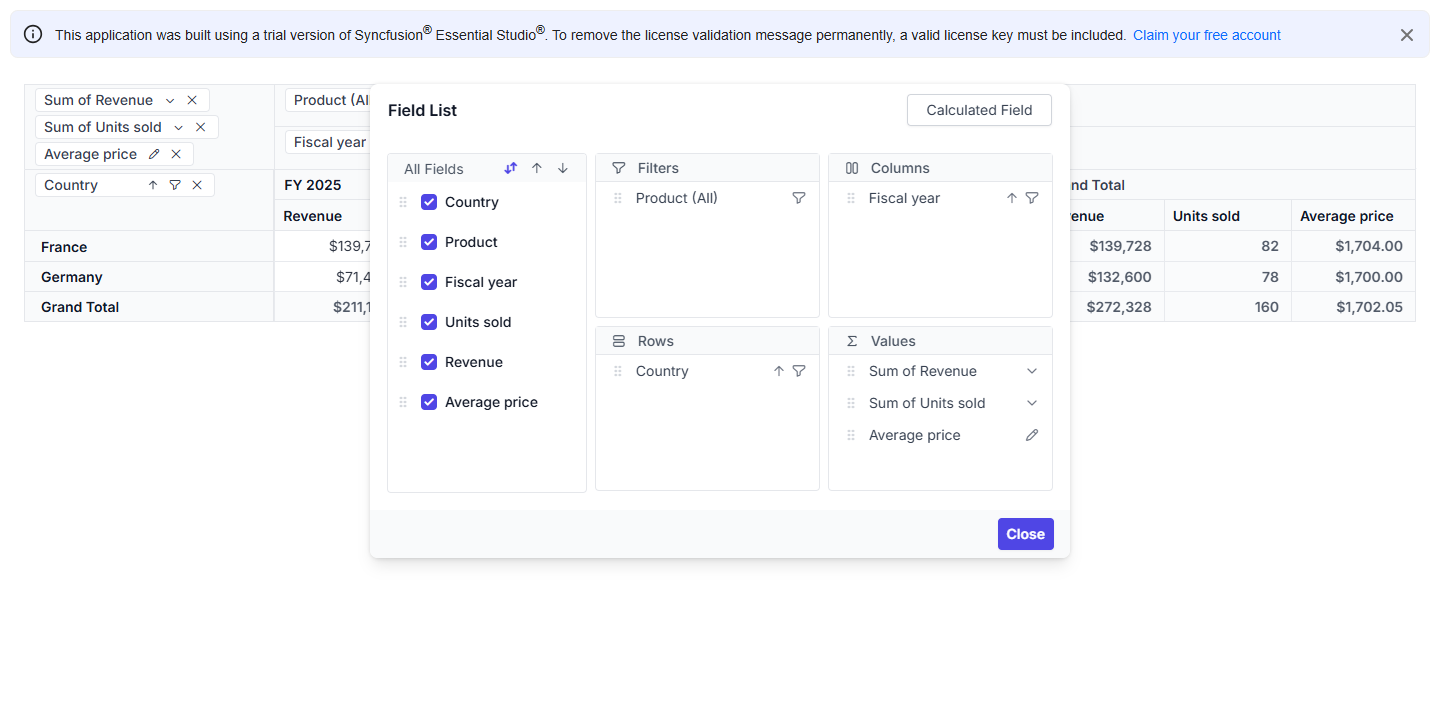 This application was built using a trial version of Syncfusion® Essential Studio®. To remove the license validation message permanently, a valid license key must be included. Claim your free account
Sum of Revenue
Sum of Units sold
Average price
Country
Product (Al
Fiscal year
FY 2025
Revenue
nd Total
enue
Units sold
Average price
France
$139,7
$139,728
82
$1,704.00
Germany
$71,4
$132,600
78
$1,700.00
Grand Total
$211,1
$272,328
160
$1,702.05
Field List
Calculated Field
All Fields
Country
Product
Fiscal year
Units sold
Revenue
Average price
Filters
Product (All)
Columns
Fiscal year
Rows
Country
Values
Sum of Revenue
Sum of Units sold
Average price
Close